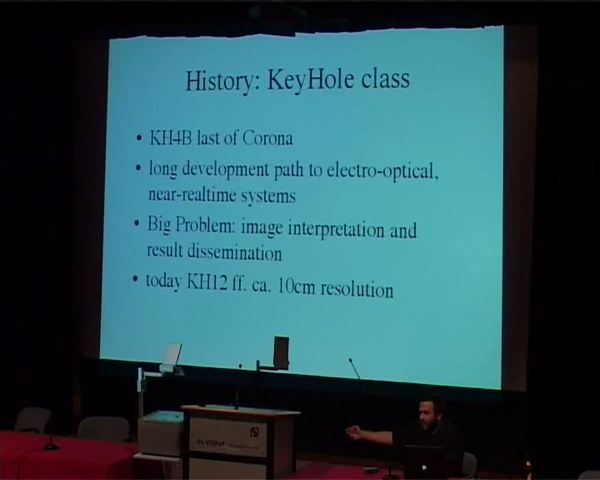 History: KeyHole class
• KH4B last of Corona
• long development path to electro-optical,
near-realtime systems
• Big Problem: image interpretation and
result dissemination
• today KH12 ff. ca. 10cm resolution